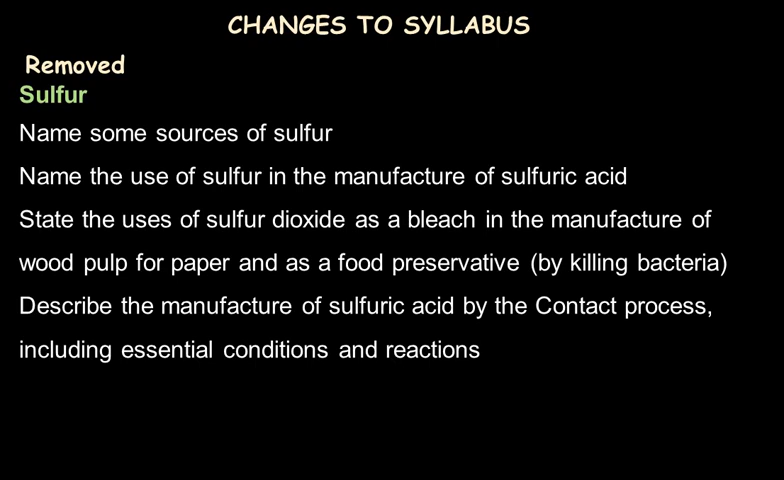 CHANGES TO SYLLABUS
Removed
Sulfur
Name some sources of sulfur
Name the use of sulfur in the manufacture of sulfuric acid
State the uses of sulfur dioxide as a bleach in the manufacture of
wood pulp for paper and as a food preservative (by killing bacteria)
Describe the manufacture of sulfuric acid by the Contact process,
including essential conditions and reactions